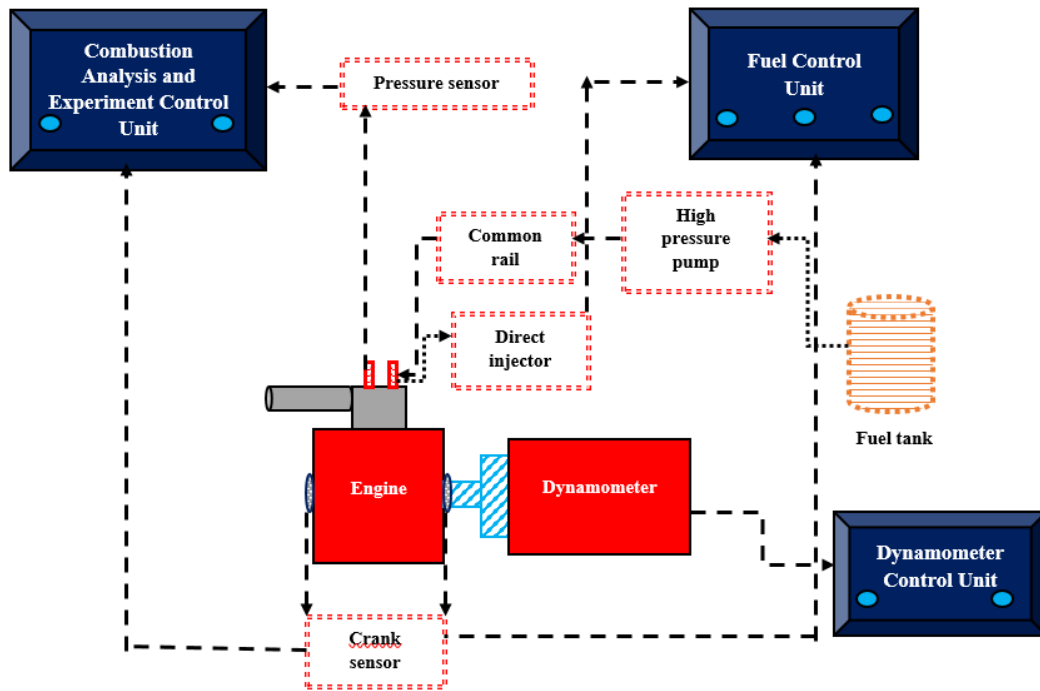 Combustion
Analysis and
Experiment Control
Unit
Pressure sensor
Fuel Control
Unit
Common
rail
High
pressure
pump
Direct
injector
Fuel tank
Engine
Dynamometer
Dynamometer
Control Unit
Crank
sensor